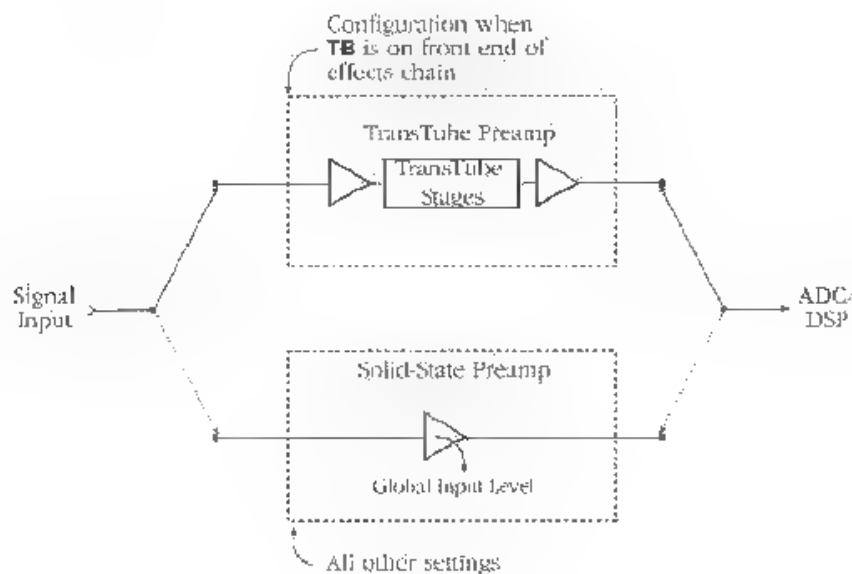 Configuration when
TB is on front end of
effects chain
TransTube Preamp
TransTube
Stages
Signal
Input
ADC/
DSP
Solid-State Preamp
Global Input Level
All other settings